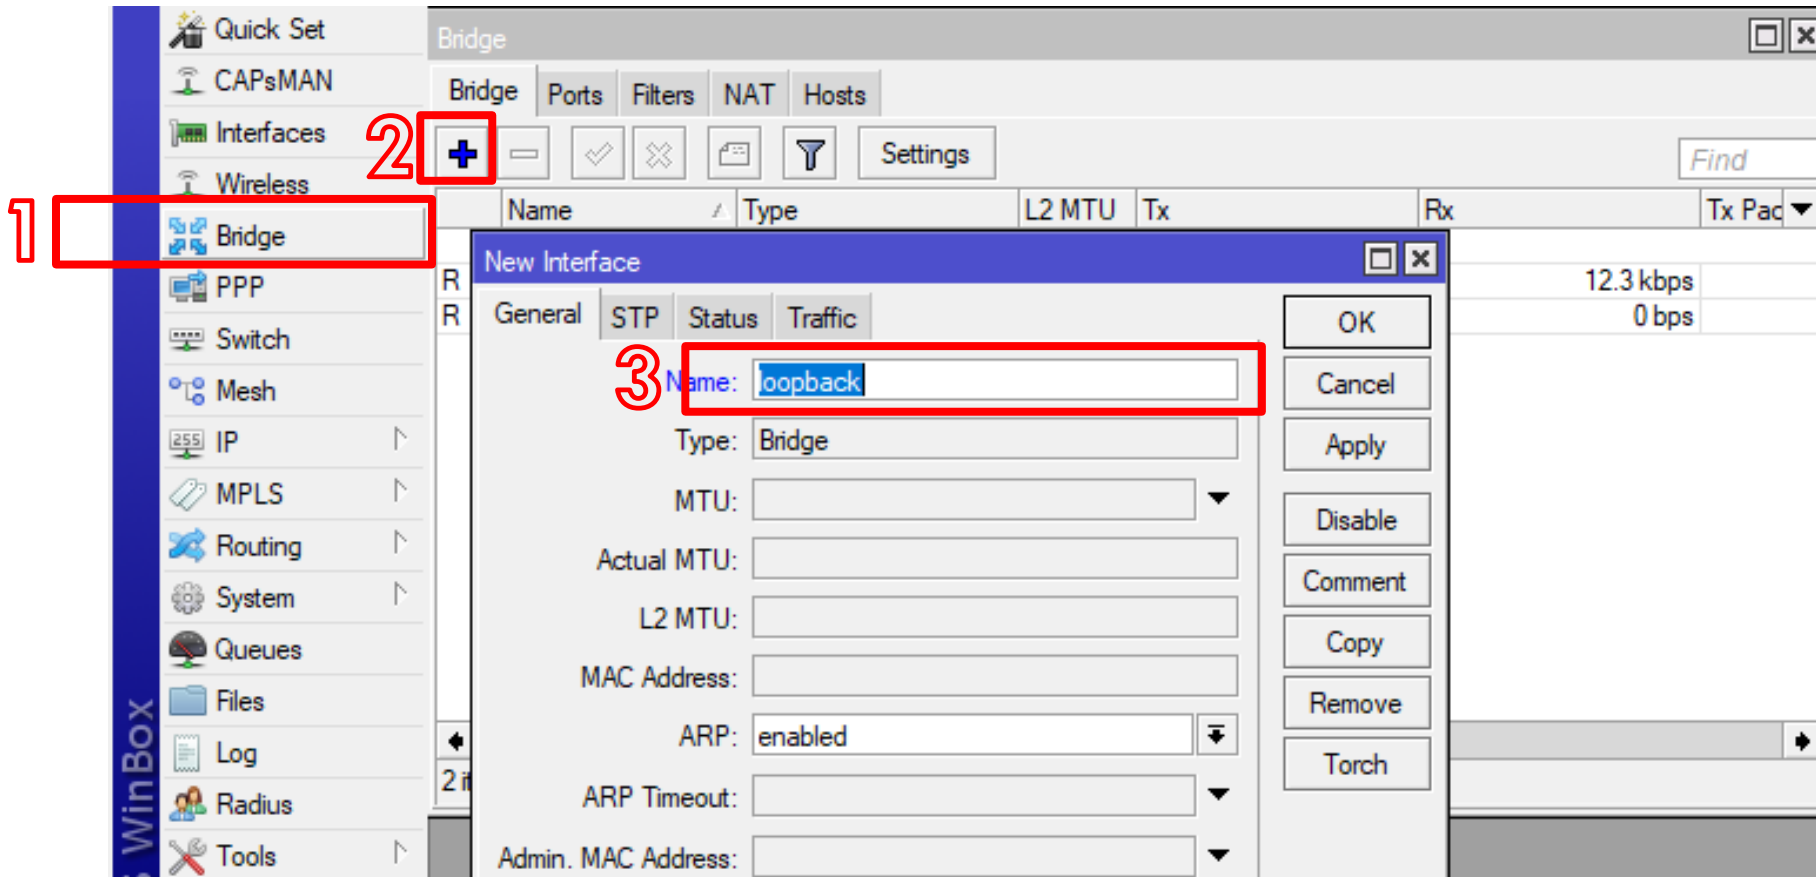 Quick Set
CAPsMAN
Interfaces
Wireless
Bridge
PPP
Switch
Mesh
255 IP
MPLS
Routing
System
Queues
Files
Log
Radius
Tools
WinBox
1
2
3
Bridge
Bridge Ports Filters NAT Hosts
Settings
Find
Name Type L2 MTU Tx Rx Tx Pac
R 12.3 kbps
R 0 bps
2 it
New Interface
General STP Status Traffic
Name: loopback
Type: Bridge
MTU:
Actual MTU:
L2 MTU:
MAC Address:
ARP: enabled
ARP Timeout:
Admin. MAC Address:
OK
Cancel
Apply
Disable
Comment
Copy
Remove
Torch